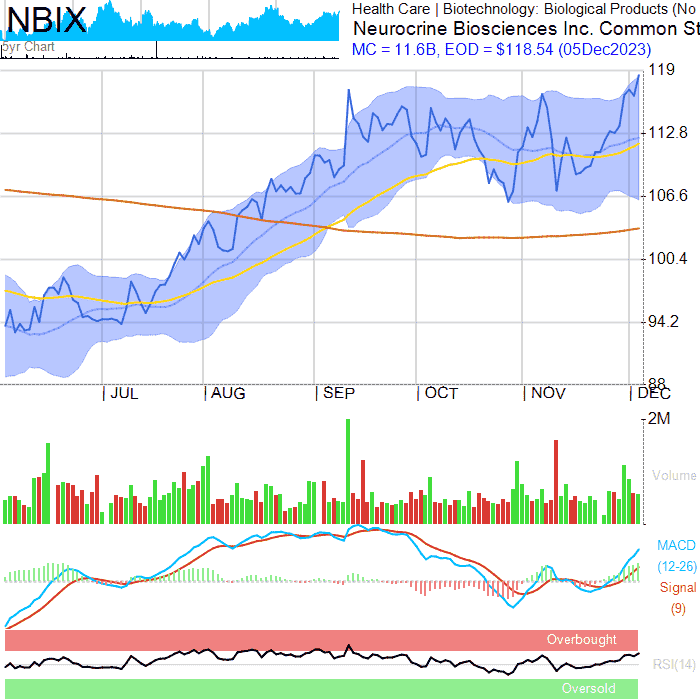 NBIX
5yr Chart
Health Care | Biotechnology: Biological Products (No
Neurocrine Biosciences Inc. Common St
MC = 11.6B, EOD = $118.54 (05Dec2023)
119
112.8
106.6
100.4
94.2
88
| JUL | AUG | SEP | OCT | NOV | DEC
2M
Volume
MACD
(12-26)
Signal
(9)
Overbought
RSI(14)
Oversold